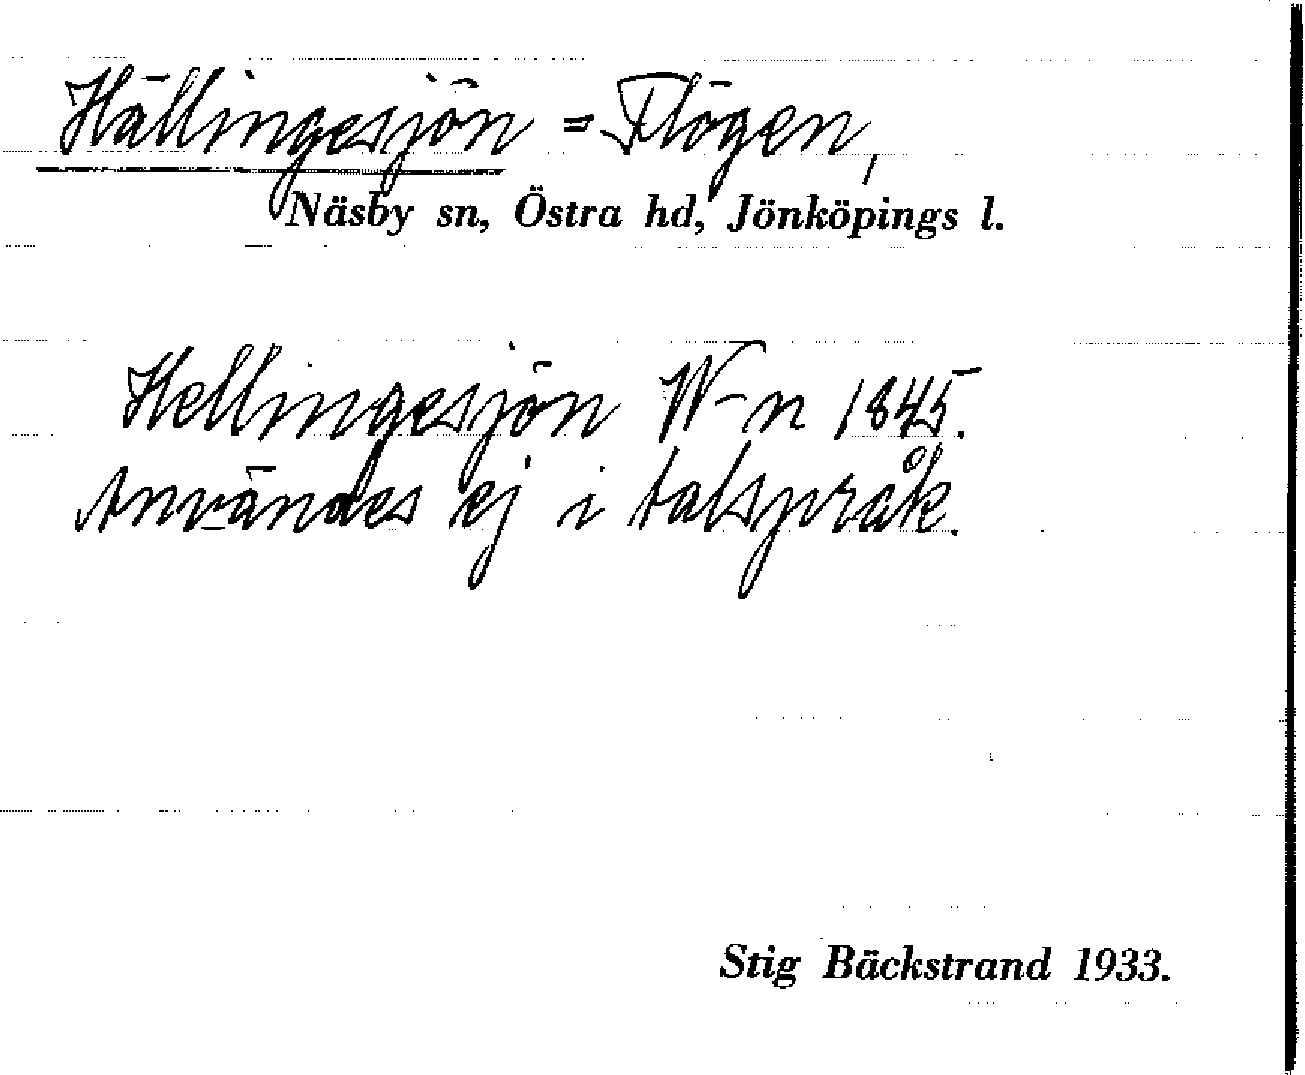 Hällingesjön = Flögen,
Näsby sn, Östra hd, Jönköpings l.
Hellingesjön W-n 1845.
Användes ej i talspråk.
Stig Bäckstrand 1933.